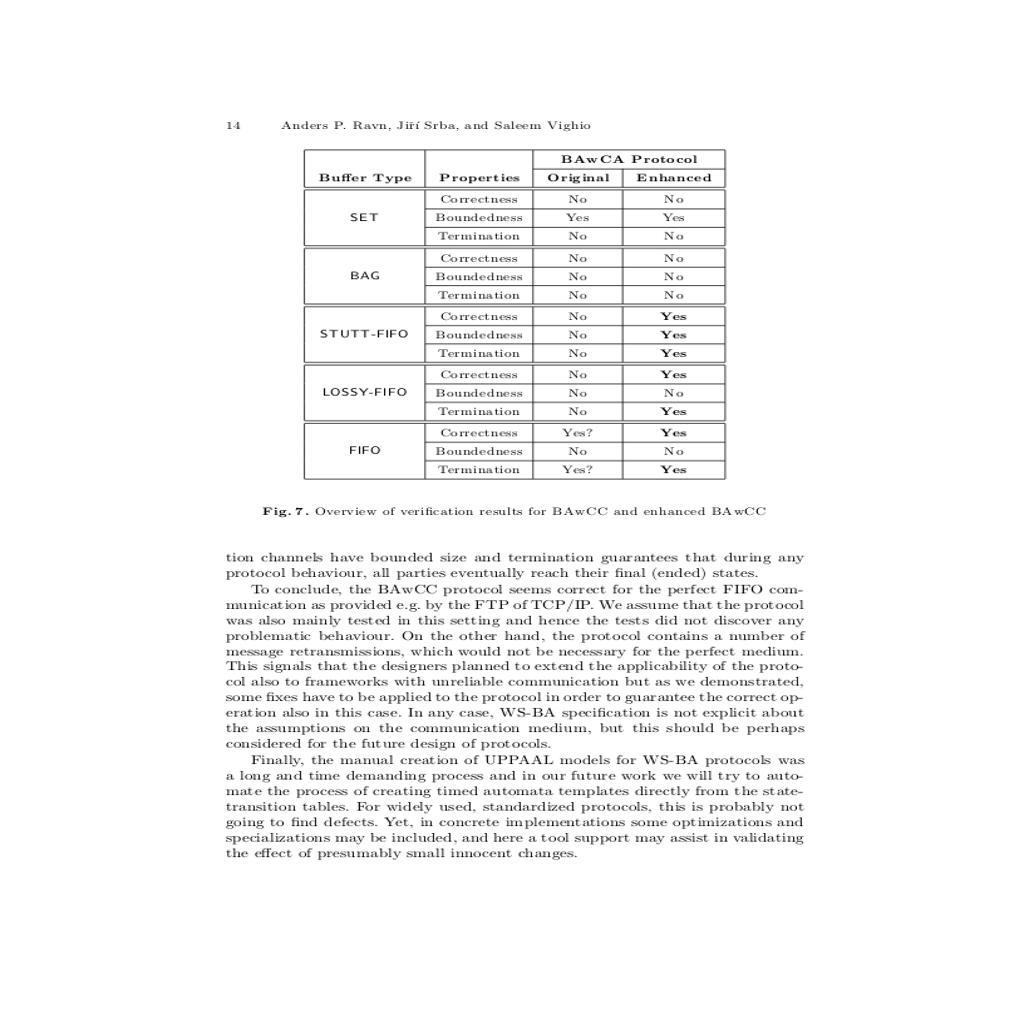 14 Anders P. Ravn, Jiří Srba, and Saleem Vighio
BAwCA Protocol
Buffer Type Properties Original Enhanced
Correctness No No
SET Boundedness Yes Yes
Termination No No
Correctness No No
BAG Boundedness No No
Termination No No
Correctness No Yes
STUTT-FIFO Boundedness No Yes
Termination No Yes
Correctness No Yes
LOSSY-FIFO Boundedness No No
Termination No Yes
Correctness Yes? Yes
FIFO Boundedness No No
Termination Yes? Yes
Fig. 7. Overview of verification results for BAwCC and enhanced BAwCC
tion channels have bounded size and termination guarantees that during any
protocol behaviour, all parties eventually reach their final (ended) states.
To conclude, the BAwCC protocol seems correct for the perfect FIFO com-
munication as provided e.g. by the FTP of TCP/IP. We assume that the protocol
was also mainly tested in this setting and hence the tests did not discover any
problematic behaviour. On the other hand, the protocol contains a number of
message retransmissions, which would not be necessary for the perfect medium.
This signals that the designers planned to extend the applicability of the proto-
col also to frameworks with unreliable communication but as we demonstrated,
some fixes have to be applied to the protocol in order to guarantee the correct op-
eration also in this case. In any case, WS-BA specification is not explicit about
the assumptions on the communication medium, but this should be perhaps
considered for the future design of protocols.
Finally, the manual creation of UPPAAL models for WS-BA protocols was
a long and time demanding process and in our future work we will try to auto-
mate the process of creating timed automata templates directly from the state-
transition tables. For widely used, standardized protocols, this is probably not
going to find defects. Yet, in concrete implementations some optimizations and
specializations may be included, and here a tool support may assist in validating
the effect of presumably small innocent changes.